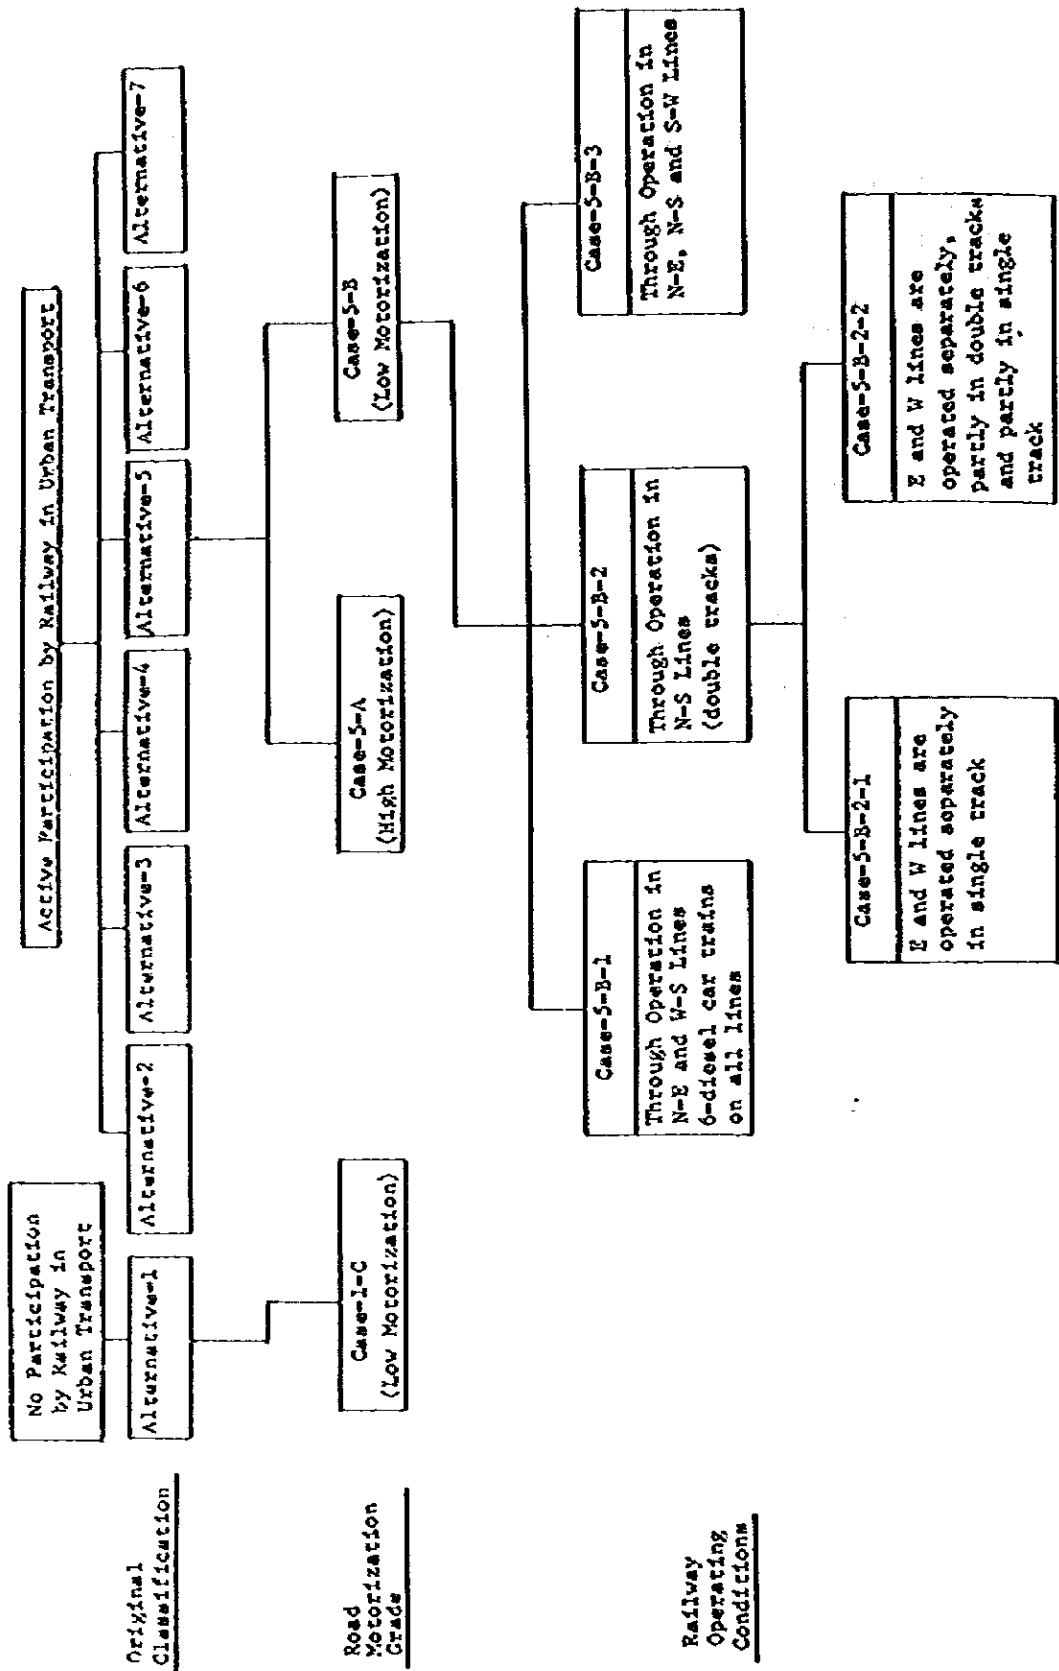 No Participation
by Railway in
Urban Transport
Active Participation by Railway in Urban Transport
Original
Classification
Alternative-1
Alternative-2
Alternative-3
Alternative-4
Alternative-5
Alternative-6
Alternative-7
Road
Motorization
Grade
Case-1-C
(Low Motorization)
Case-5-A
(High Motorization)
Case-5-B
(Low Motorization)
Railway
Operating
Conditions
Case-5-B-1
Through Operation in
N-E and W-S Lines
6-diesel car trains
on all lines
Case-5-B-2
Through Operation in
N-S Lines
(double tracks)
Case-5-B-3
Through Operation in
N-E, N-S and S-W Lines
Case-5-B-2-1
E and W lines are
operated separately
in single track
Case-5-B-2-2
E and W lines are
operated separately,
partly in double tracks
and partly in single
track